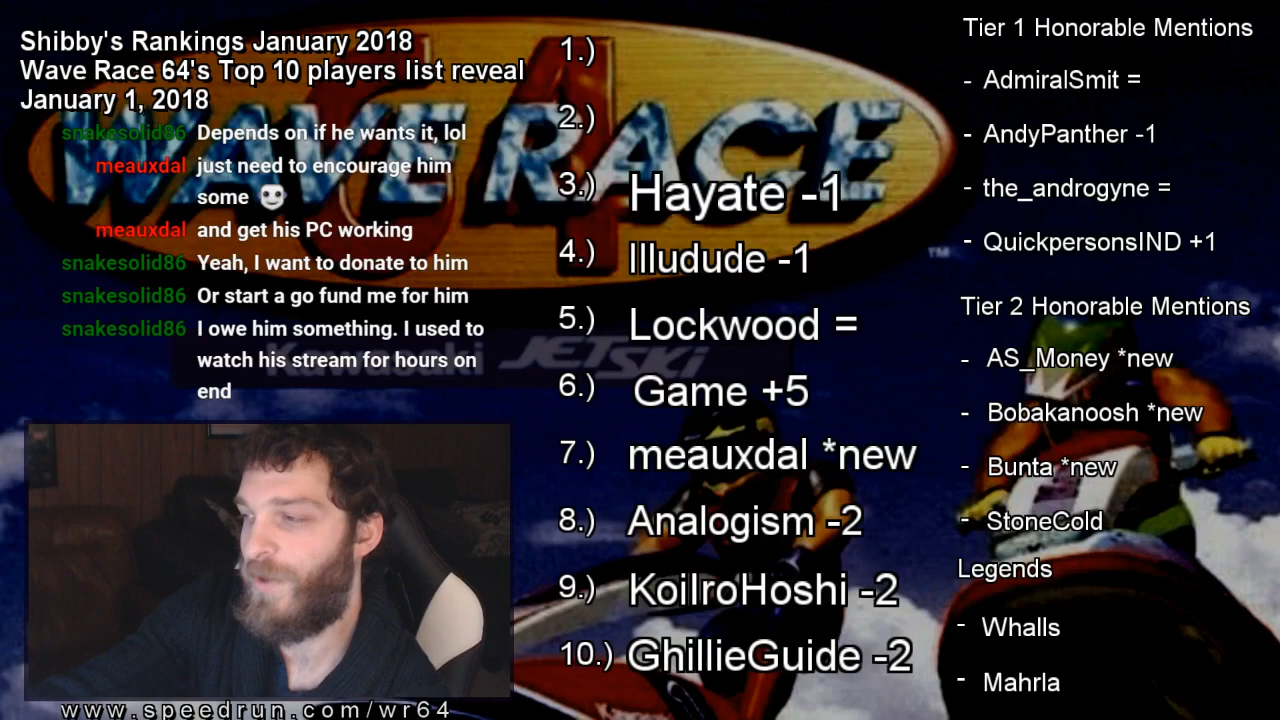 Shibby's Rankings January 2018
Wave Race 64's Top 10 players list reveal
January 1, 2018
snakesolid86 Depends on if he wants it, lol
meauxdal just need to encourage him
some
meauxdal and get his PC working
snakesolid86 Yeah, I want to donate to him
snakesolid86 Or start a go fund me for him
snakesolid86 I owe him something. I used to
watch his stream for hours on
end
WAVE RACE
64
TM
Kawasaki JET SKI
1.)
2.)
3.) Hayate -1
4.) Illudude -1
5.) Lockwood =
6.) Game +5
7.) meauxdal *new
8.) Analogism -2
9.) KoiIroHoshi -2
10.) GhillieGuide -2
Tier 1 Honorable Mentions
- AdmiralSmit =
- AndyPanther -1
- the_androgyne =
- QuickpersonsIND +1
Tier 2 Honorable Mentions
- AS_Money *new
- Bobakanoosh *new
- Bunta *new
- StoneCold
Legends
- Whalls
- Mahrla
www.speedrun.com/wr64